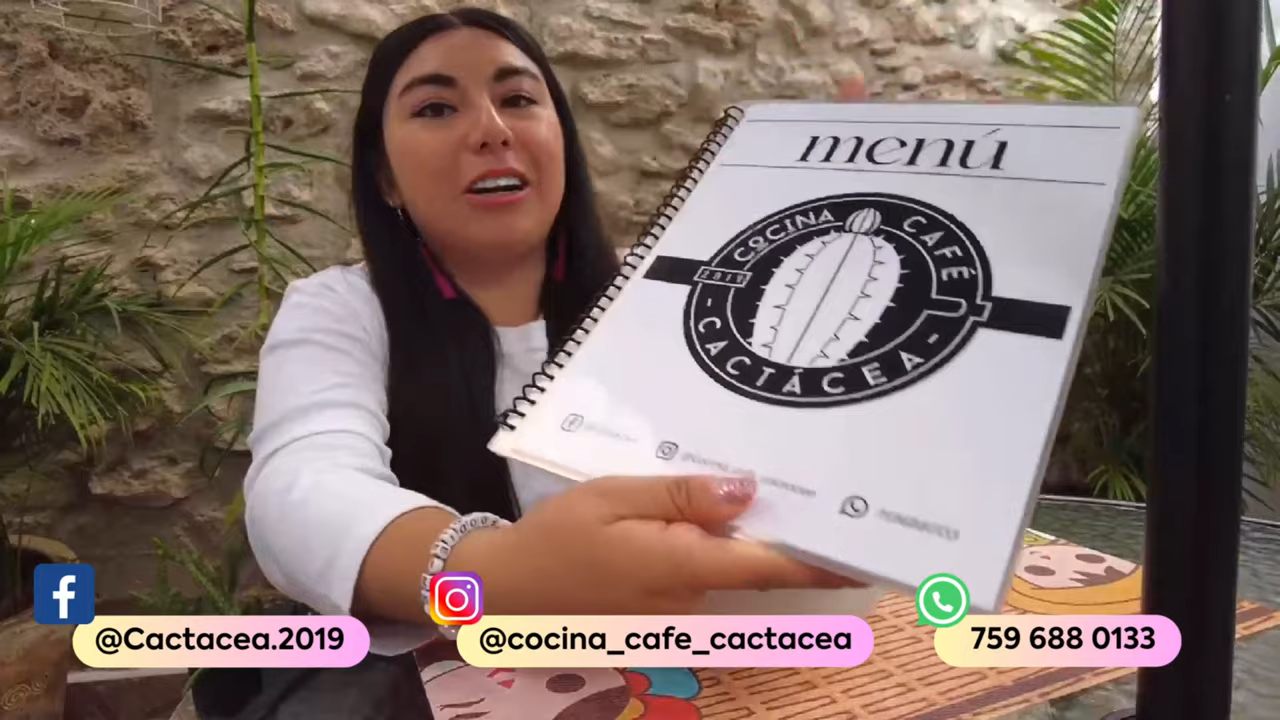 menú
COCINA CAFÉ
2019
- CACTÁCEA -
@Cactacea.2019
@cocina_cafe_cactacea
759 688 0133